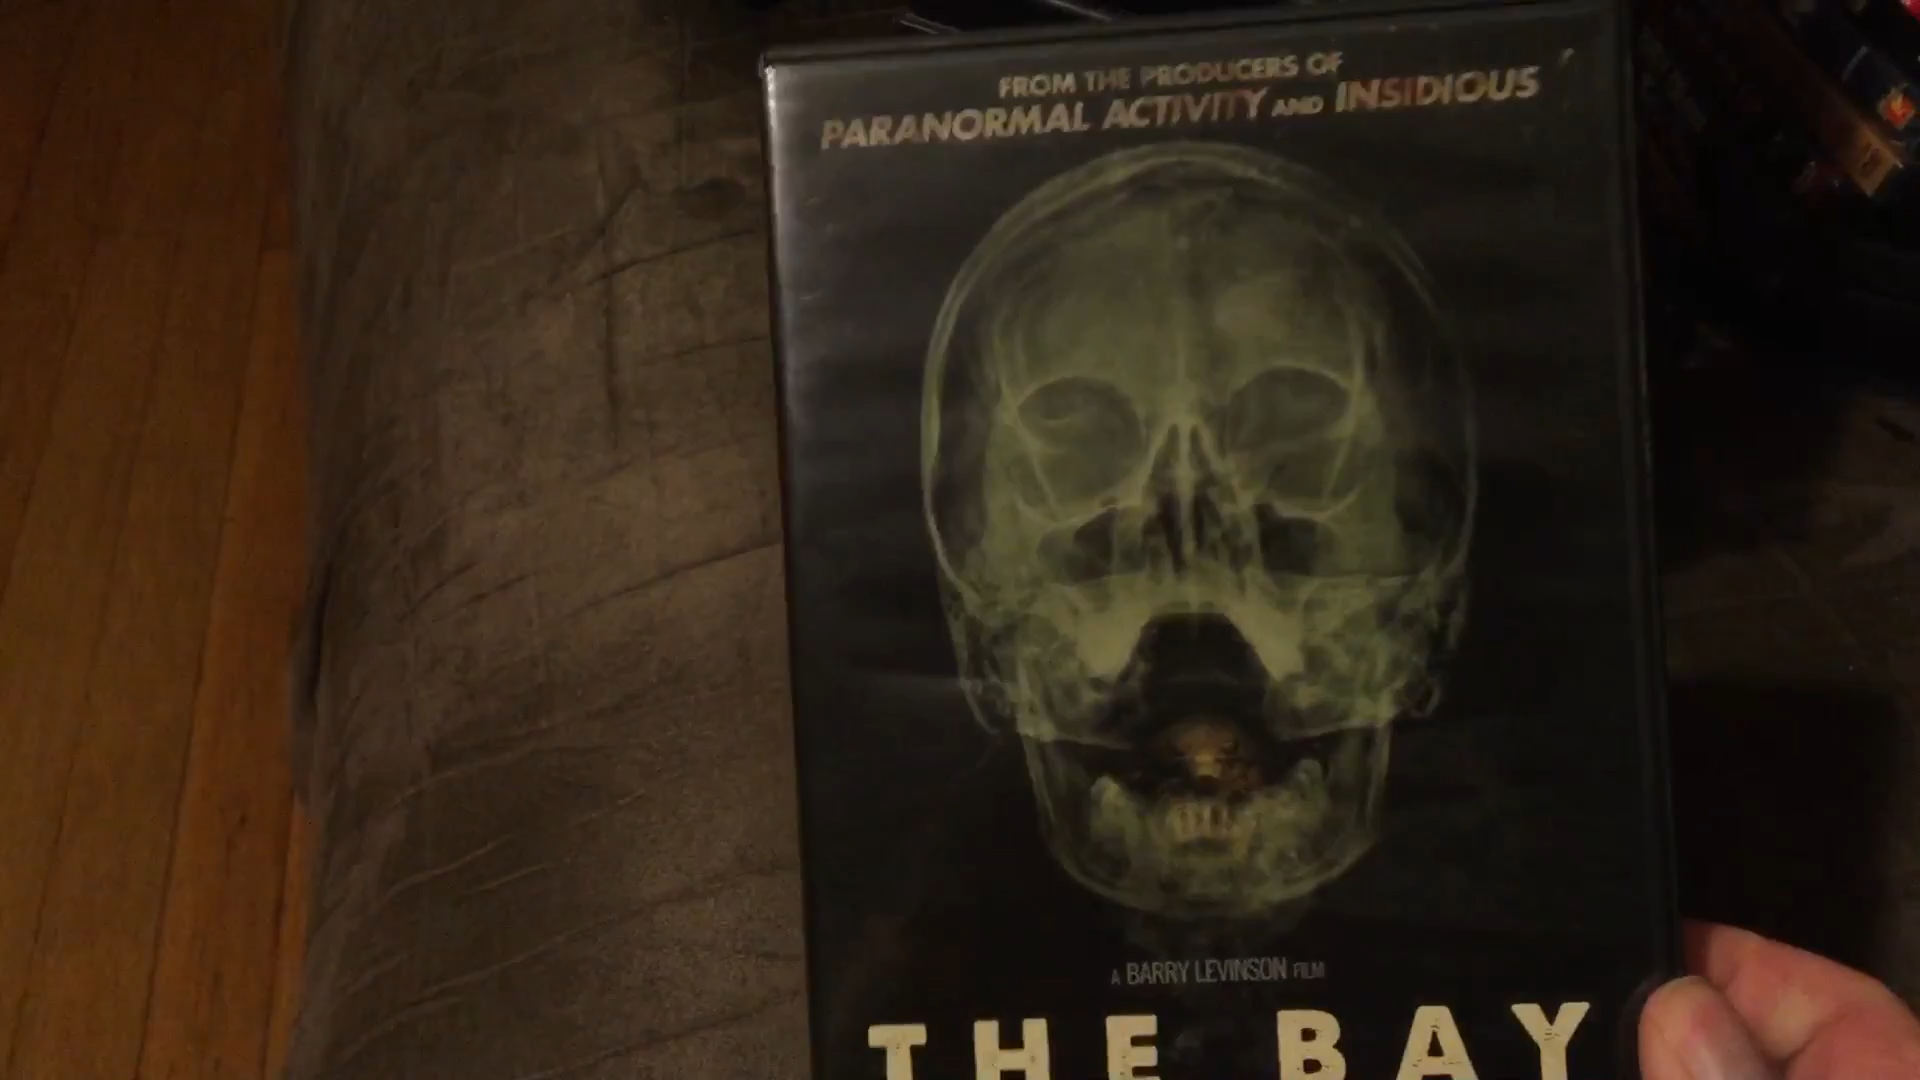 FROM THE PRODUCERS OF
PARANORMAL ACTIVITY AND INSIDIOUS
A BARRY LEVINSON FILM
THE BAY